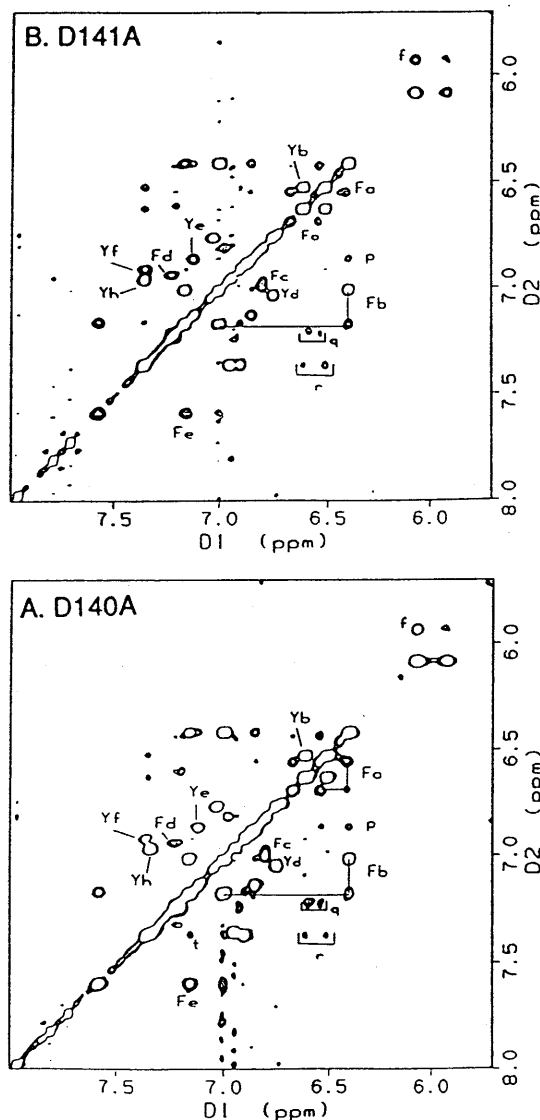 B. D141A
f
Yb
Fa
Ye
Fa
Yf
Fd
P
Yh
Fc
Yd
Fb
q
r
Fe
6.0
6.5
7.0
7.5
8.0
D2 (ppm)
7.5 7.0 6.5 6.0
D1 (ppm)
A. D140A
f
Yb
Fa
Ye
Yf
Fd
P
Fc
Yd
Fb
Yh
q
t
r
Fe
6.0
6.5
7.0
7.5
8.0
D2 (ppm)
7.5 7.0 6.5 6.0
D1 (ppm)